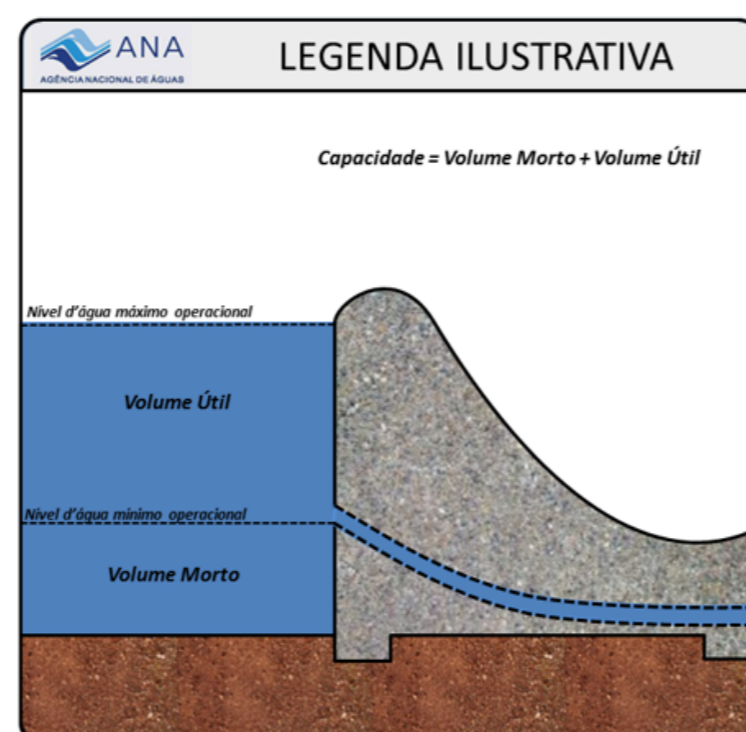 ANA
AGÊNCIA NACIONAL DE ÁGUAS
LEGENDA ILUSTRATIVA
Capacidade = Volume Morto + Volume Útil
Nível d'água máximo operacional
Volume Útil
Nível d'água mínimo operacional
Volume Morto